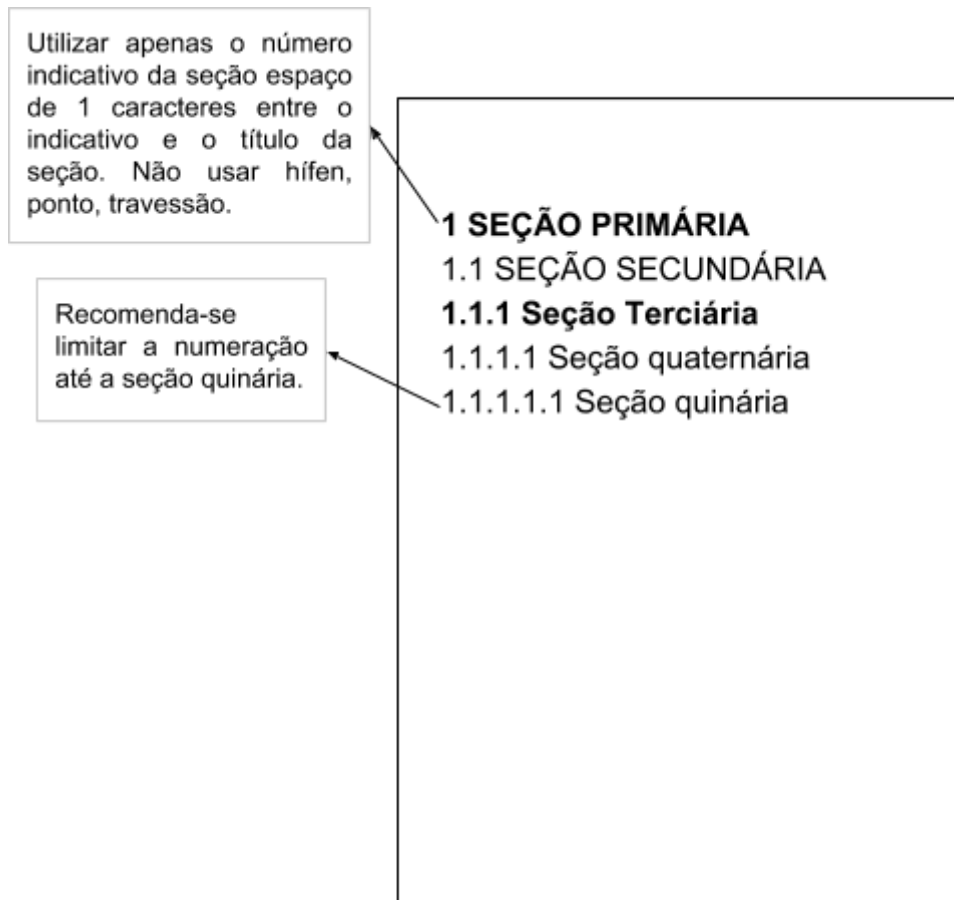 Utilizar apenas o número
indicativo da seção espaço
de 1 caracteres entre o
indicativo e o título da
seção. Não usar hífen,
ponto, travessão.
Recomenda-se
limitar a numeração
até a seção quinária.
1 SEÇÃO PRIMÁRIA
1.1 SEÇÃO SECUNDÁRIA
1.1.1 Seção Terciária
1.1.1.1 Seção quaternária
1.1.1.1.1 Seção quinária